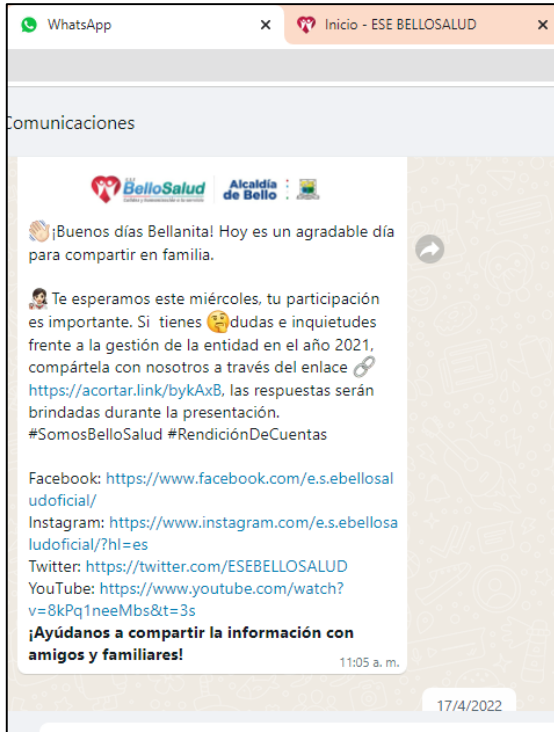 WhatsApp
Inicio - ESE BELLOSALUD
Comunicaciones
BelloSalud
Alcaldía
de Bello
¡Buenos días Bellanita! Hoy es un agradable día
para compartir en familia.
Te esperamos este miércoles, tu participación
es importante. Si tienes dudas e inquietudes
frente a la gestión de la entidad en el año 2021,
compártela con nosotros a través del enlace
https://acortar.link/bykAxB, las respuestas serán
brindadas durante la presentación.
#SomosBelloSalud #RendiciónDeCuentas
Facebook: https://www.facebook.com/e.s.ebellosal
udoficial/
Instagram: https://www.instagram.com/e.s.ebellosa
ludoficial/?hl=es
Twitter: https://twitter.com/ESEBELLOSALUD
YouTube: https://www.youtube.com/watch?
v=8kPq1neeMbs&t=3s
¡Ayúdanos a compartir la información con
amigos y familiares!
11:05 a. m.
17/4/2022